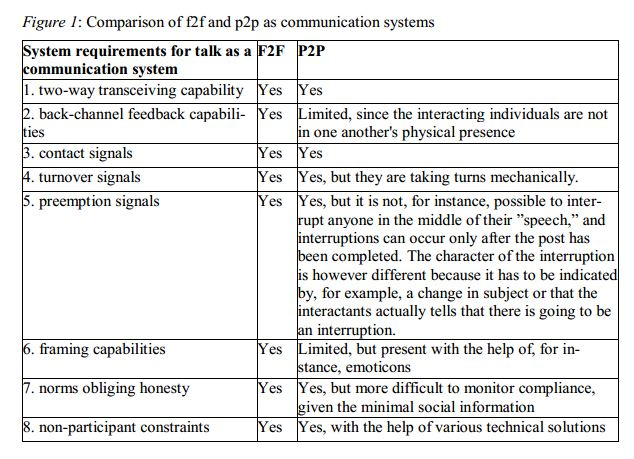 Figure 1: Comparison of f2f and p2p as communication systems
System requirements for talk as a F2F P2P
communication system
1. two-way transceiving capability Yes Yes
2. back-channel feedback capabili- Yes Limited, since the interacting individuals are not
ties in one another's physical presence
3. contact signals Yes Yes
4. turnover signals Yes Yes, but they are taking turns mechanically.
5. preemption signals Yes Yes, but it is not, for instance, possible to inter-
rupt anyone in the middle of their ”speech,” and
interruptions can occur only after the post has
been completed. The character of the interruption
is however different because it has to be indicated
by, for example, a change in subject or that the
interactants actually tells that there is going to be
an interruption.
6. framing capabilities Yes Limited, but present with the help of, for in-
stance, emoticons
7. norms obliging honesty Yes Yes, but more difficult to monitor compliance,
given the minimal social information
8. non-participant constraints Yes Yes, with the help of various technical solutions